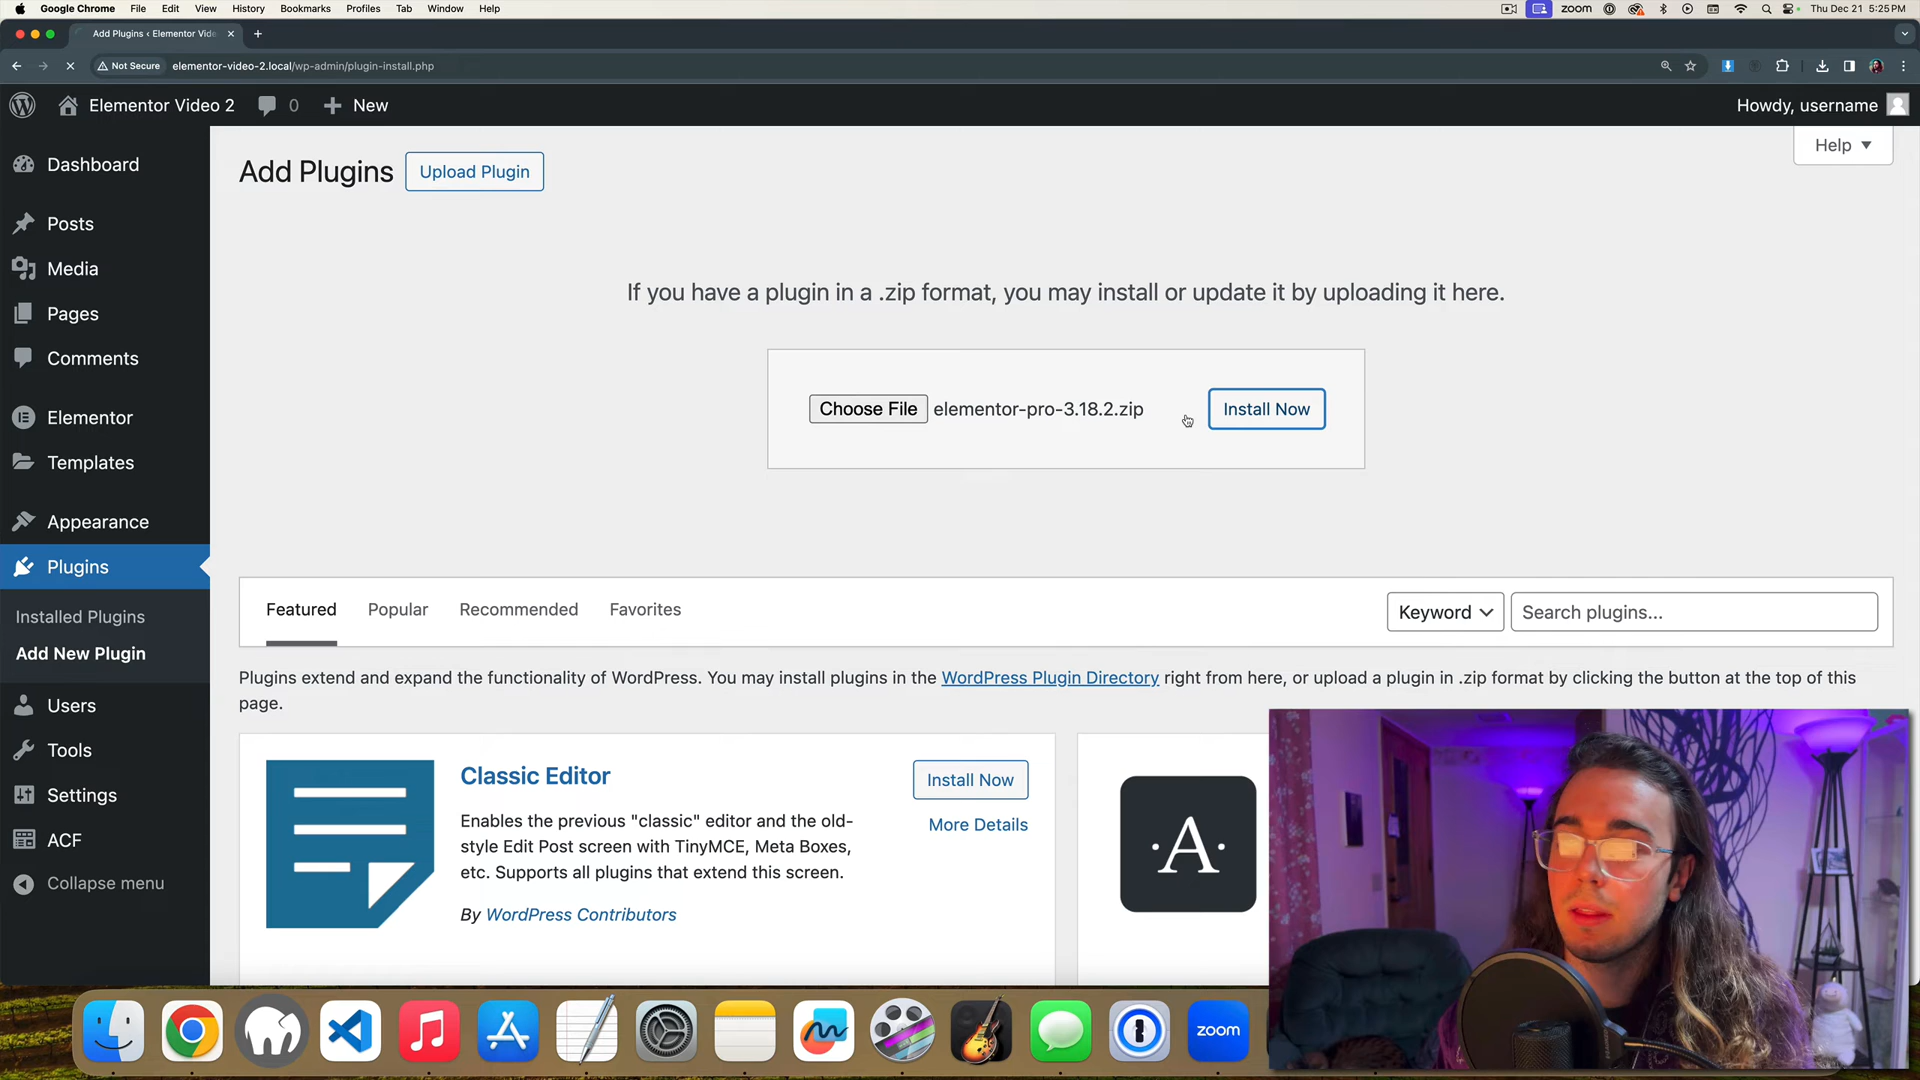 Google Chrome File Edit View History Bookmarks Profiles Tab Window Help
zoom
Thu Dec 21 5:25 PM
Add Plugins ‹ Elementor Vide
Not Secure elementor-video-2.local/wp-admin/plugin-install.php
Elementor Video 2 0 New
Howdy, username
Help
Dashboard
Posts
Media
Pages
Comments
Elementor
Templates
Appearance
Plugins
Installed Plugins
Add New Plugin
Users
Tools
Settings
ACF
Collapse menu
Add Plugins Upload Plugin
If you have a plugin in a .zip format, you may install or update it by uploading it here.
Choose File elementor-pro-3.18.2.zip Install Now
Featured Popular Recommended Favorites
Keyword Search plugins...
Plugins extend and expand the functionality of WordPress. You may install plugins in the WordPress Plugin Directory right from here, or upload a plugin in .zip format by clicking the button at the top of this
page.
Classic Editor
Install Now
More Details
Enables the previous "classic" editor and the old-
style Edit Post screen with TinyMCE, Meta Boxes,
etc. Supports all plugins that extend this screen.
By WordPress Contributors
·A·
zoom